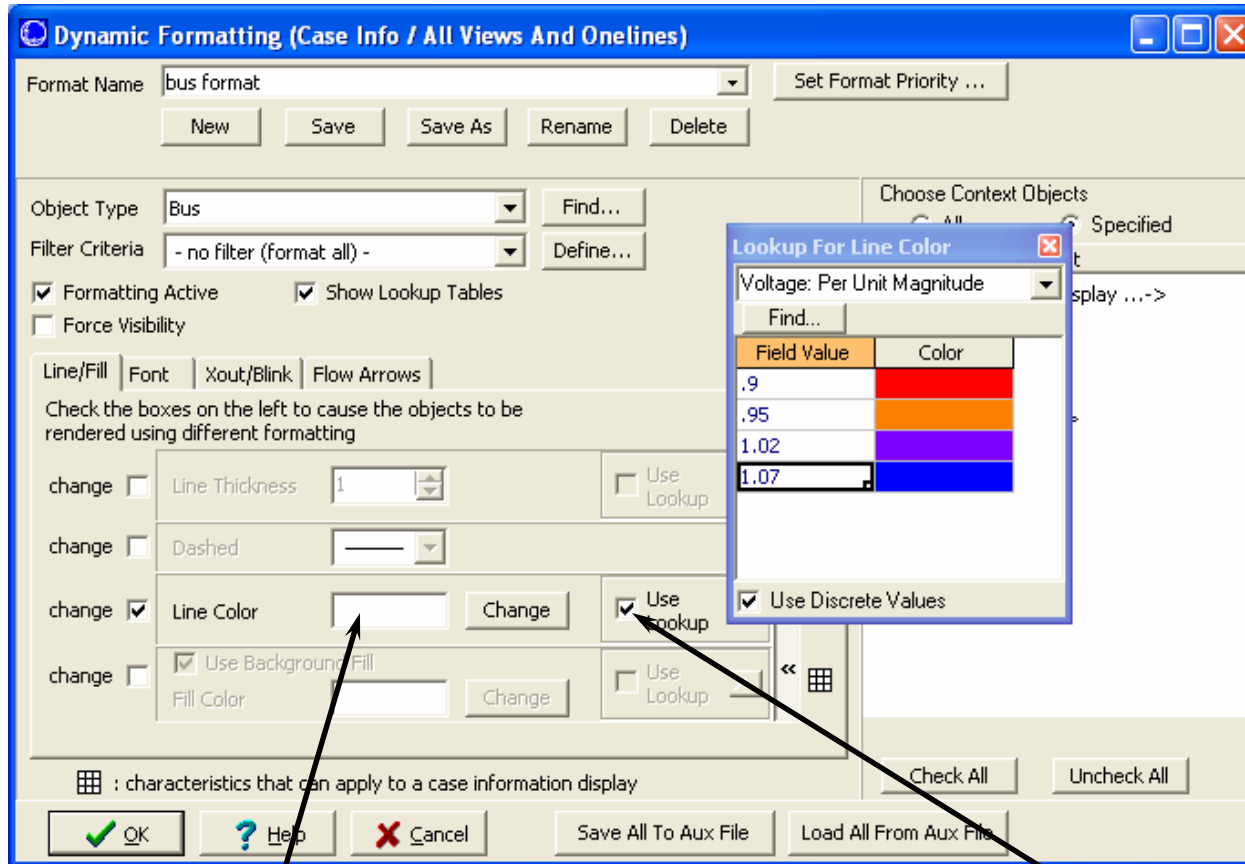 Dynamic Formatting (Case Info / All Views And Onelines)
Format Name bus format Set Format Priority ...
New Save Save As Rename Delete
Object Type Bus Find...
Filter Criteria - no filter (format all) - Define...
Formatting Active Show Lookup Tables
Force Visibility
Choose Context Objects
Specified
splay ...->
Lookup For Line Color
Voltage: Per Unit Magnitude
Find...
Field Value Color
.9
.95
1.02
1.07
Use Discrete Values
Line/Fill Font Xout/Blink Flow Arrows
Check the boxes on the left to cause the objects to be
rendered using different formatting
change Line Thickness 1 Use Lookup
change Dashed
change Line Color Change Use Lookup
change Use Background Fill
Fill Color Change Use Lookup
«
: characteristics that can apply to a case information display
Check All Uncheck All
OK ? Help Cancel Save All To Aux File Load All From Aux File